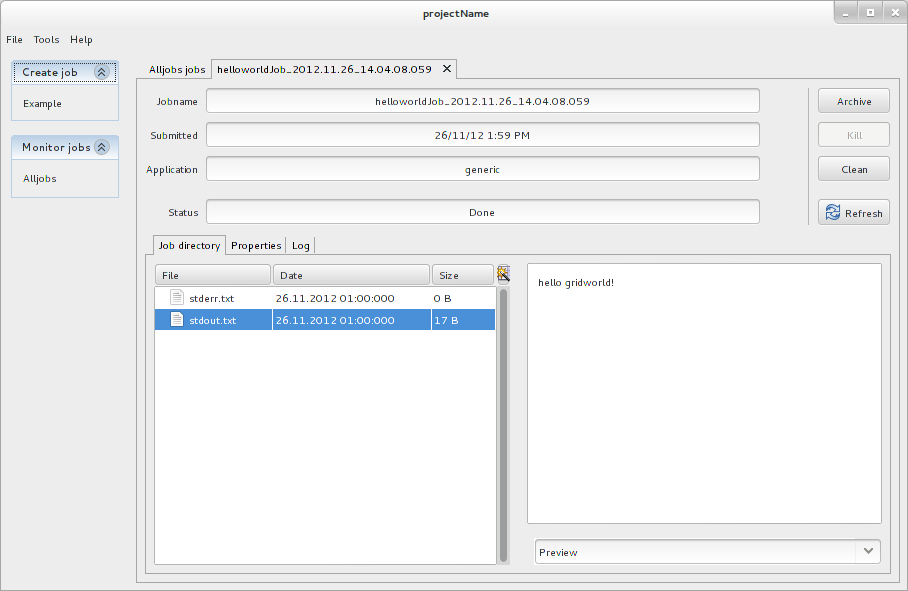 projectName
File Tools Help
Create job
Example
Monitor jobs
Alljobs
Alljobs jobs helloworldJob_2012.11.26_14.04.08.059
Jobname helloworldJob_2012.11.26_14.04.08.059 Archive
Submitted 26/11/12 1:59 PM Kill
Application generic Clean
Status Done Refresh
Job directory Properties Log
File Date Size
stderr.txt 26.11.2012 01:00:000 0 B
stdout.txt 26.11.2012 01:00:000 17 B
hello gridworld!
Preview